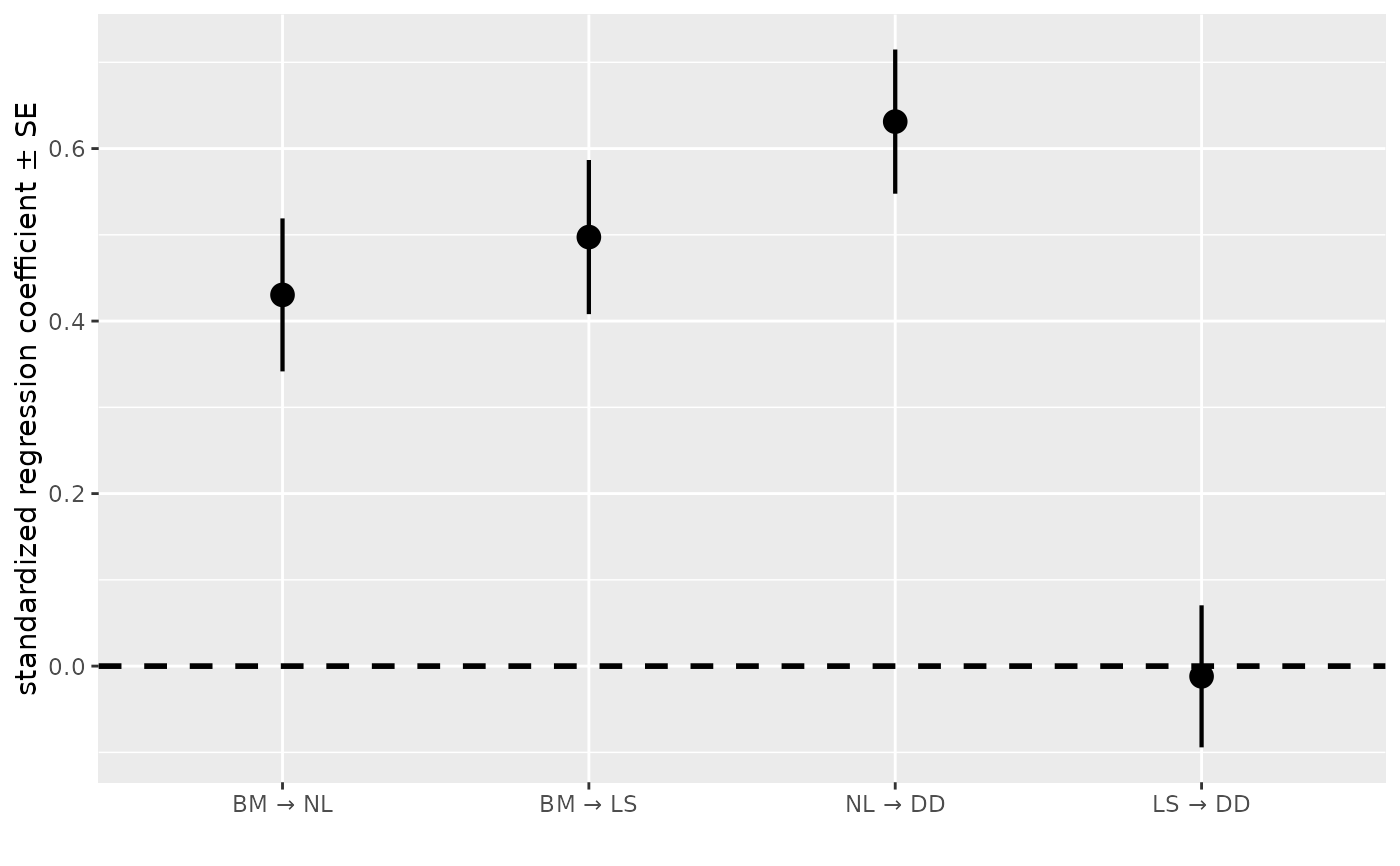 standardized regression coefficient ± SE
0.6
0.4
0.2
0.0
BM → NL
BM → LS
NL → DD
LS → DD